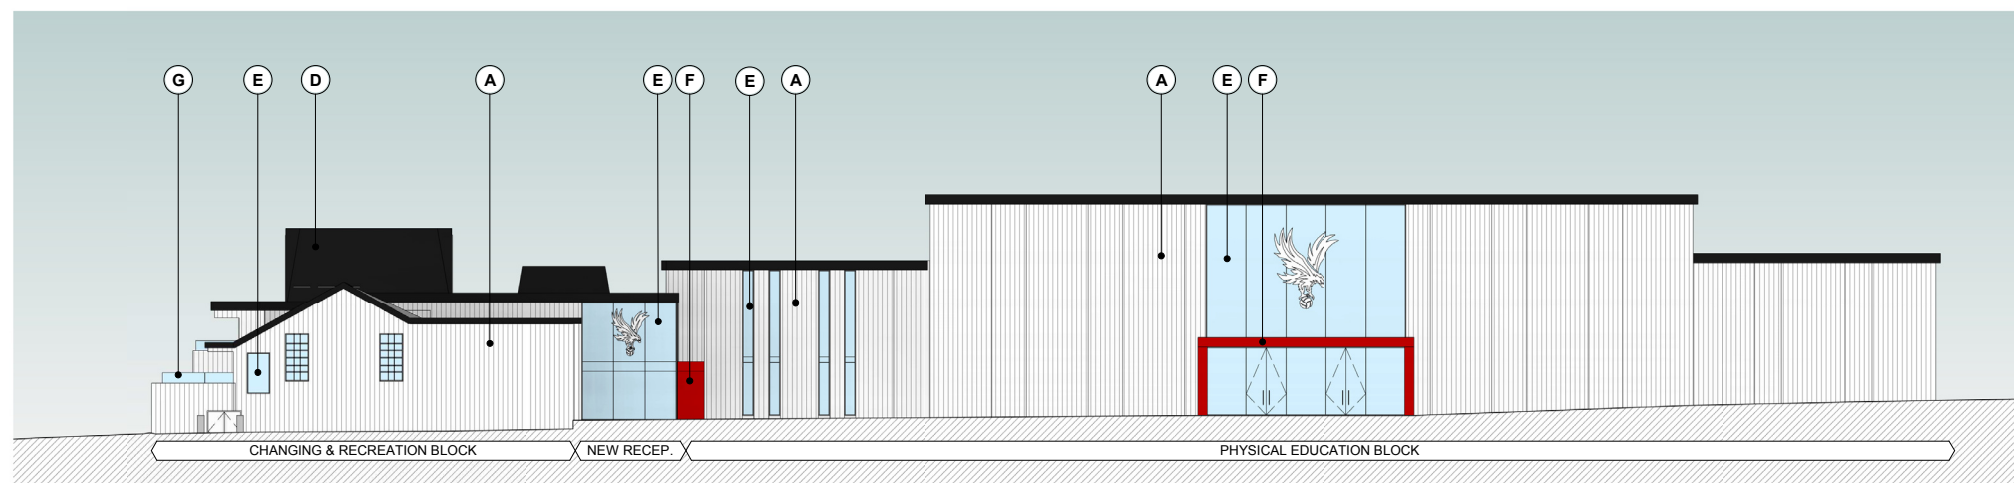 G E D A E F E A A E F
CHANGING & RECREATION BLOCK NEW RECEP. PHYSICAL EDUCATION BLOCK